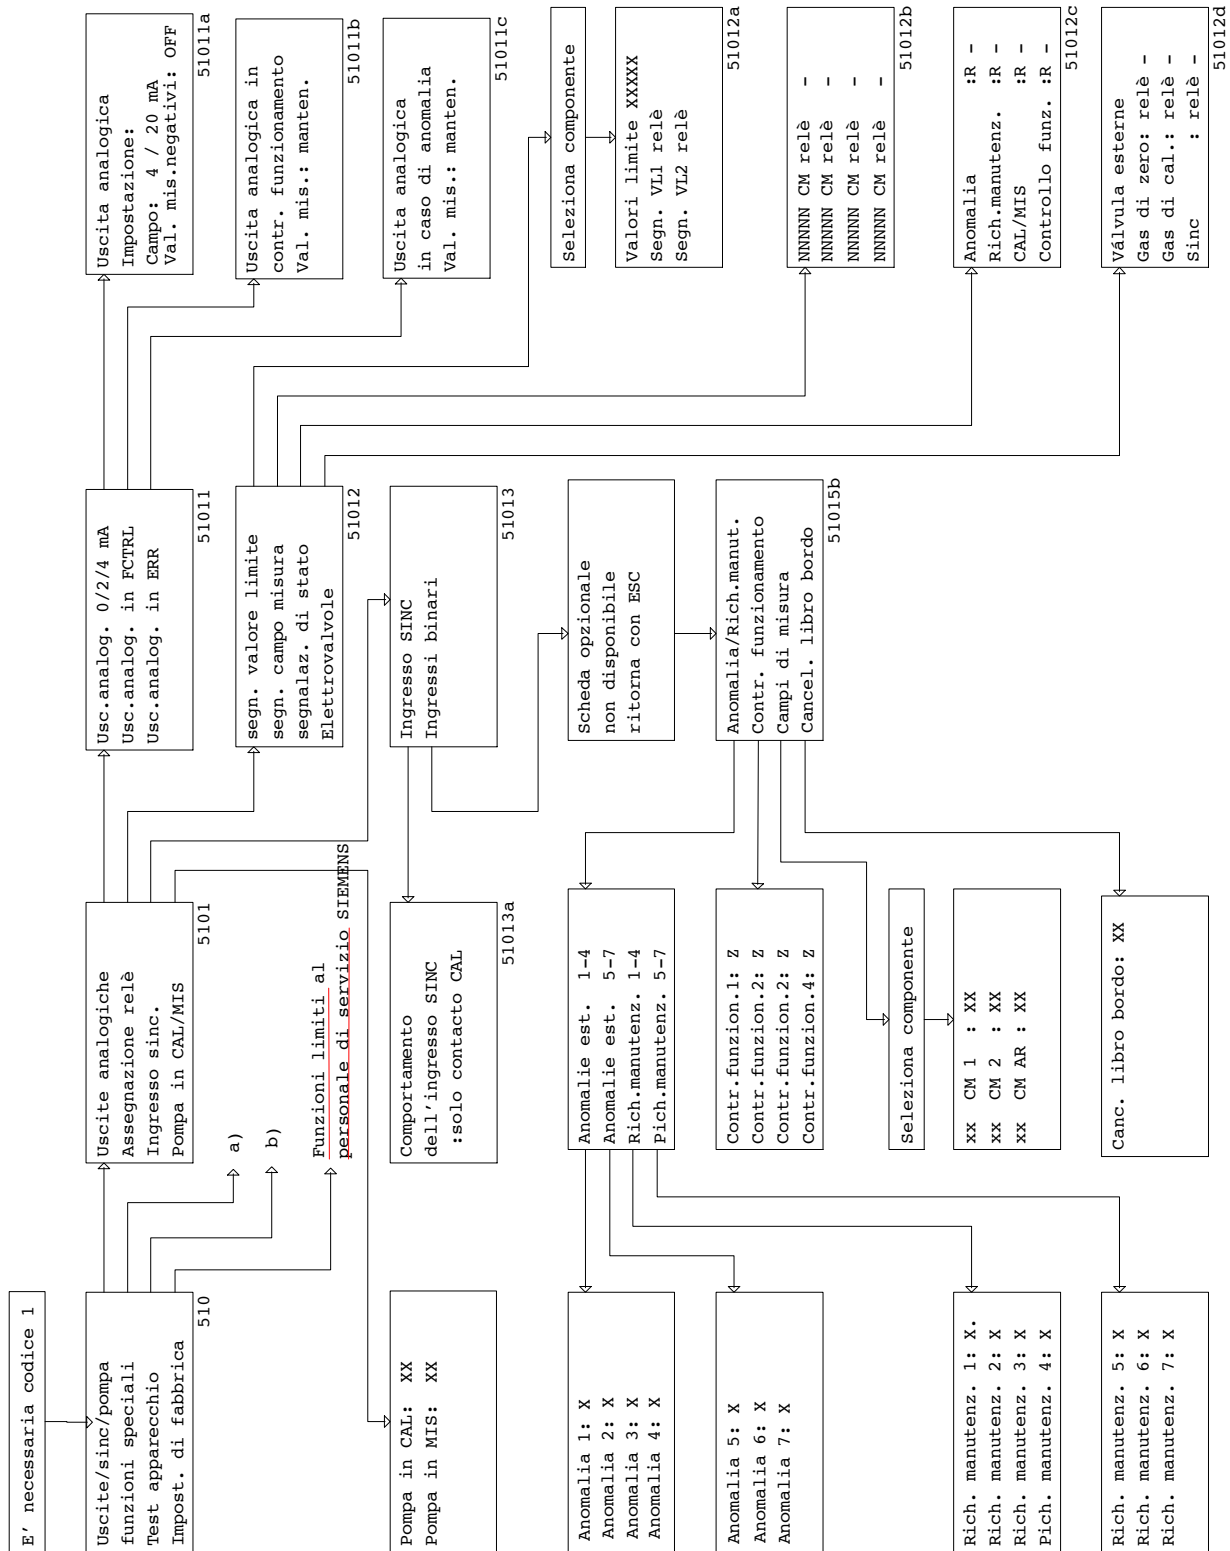 E' necessaria codice 1
Uscite/sinc/pompa
funzioni speciali
Test apparecchio
Impost. di fabbrica
510
Uscite analogiche
Assegnazione relè
Ingresso sinc.
Pompa in CAL/MIS
5101
a)
b)
Funzioni limiti al
personale di servizio SIEMENS
Usc.analog. 0/2/4 mA
Usc.analog. in FCTRL
Usc.analog. in ERR
51011
Uscita analogica
Impostazione:
Campo: 4 / 20 mA
Val. mis.negativi: OFF
51011a
Uscita analogica in
contr. funzionamento
Val. mis.: manten.
51011b
Uscita analogica
in caso di anomalia
Val. mis.: manten.
51011c
segn. valore limite
segn. campo misura
segnalaz. di stato
Elettrovalvole
51012
Seleziona componente
Valori limite XXXXX
Segn. VL1 relè
Segn. VL2 relè
51012a
NNNNN CM relè -
NNNNN CM relè -
NNNNN CM relè -
NNNNN CM relè -
51012b
Anomalia :R -
Rich.manutenz. :R -
CAL/MIS :R -
Controllo funz. :R -
51012c
Válvula esterne
Gas di zero: relè -
Gas di cal.: relè -
Sinc : relè -
51012d
Pompa in CAL: XX
Pompa in MIS: XX
Comportamento
dell'ingresso SINC
:solo contacto CAL
51013a
Ingresso SINC
Ingressi binari
51013
Scheda opzionale
non disponibile
ritorna con ESC
Anomalia/Rich.manut.
Contr. funzionamento
Campi di misura
Cancel. libro bordo
51015b
Anomalie est. 1-4
Anomalie est. 5-7
Rich.manutenz. 1-4
Pich.manutenz. 5-7
Contr.funzion.1: Z
Contr.funzion.2: Z
Contr.funzion.2: Z
Contr.funzion.4: Z
Seleziona componente
xx CM 1 : XX
xx CM 2 : XX
xx CM AR : XX
Canc. libro bordo: XX
Anomalia 1: X
Anomalia 2: X
Anomalia 3: X
Anomalia 4: X
Anomalia 5: X
Anomalia 6: X
Anomalia 7: X
Rich. manutenz. 1: X.
Rich. manutenz. 2: X
Rich. manutenz. 3: X
Pich. manutenz. 4: X
Rich. manutenz. 5: X
Rich. manutenz. 6: X
Rich. manutenz. 7: X